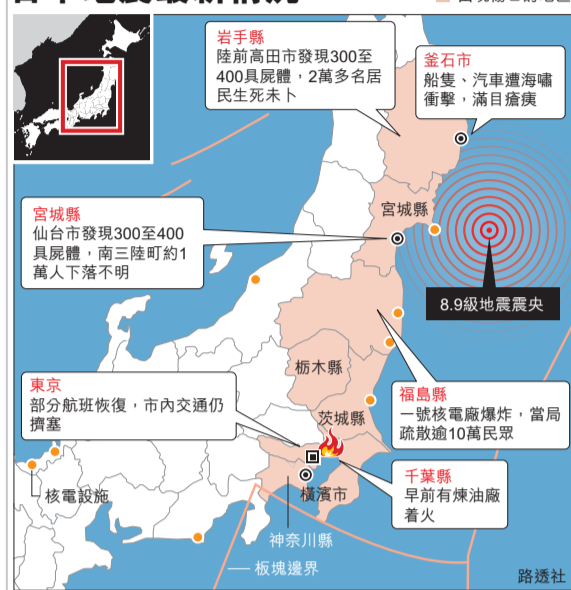 岩手縣
陸前高田市發現300至
400具屍體，2萬多名居
民生死未卜
釜石市
船隻、汽車遭海嘯
衝擊，滿目瘡痍
宮城縣
宮城縣
仙台市發現300至400
具屍體，南三陸町約1
萬人下落不明
8.9級地震震央
栃木縣
福島縣
一號核電廠爆炸，當局
疏散逾10萬民眾
東京
部分航班恢復，市內交通仍
擠塞
茨城縣
千葉縣
早前有煉油廠
着火
核電設施
橫濱市
神奈川縣
板塊邊界
路透社